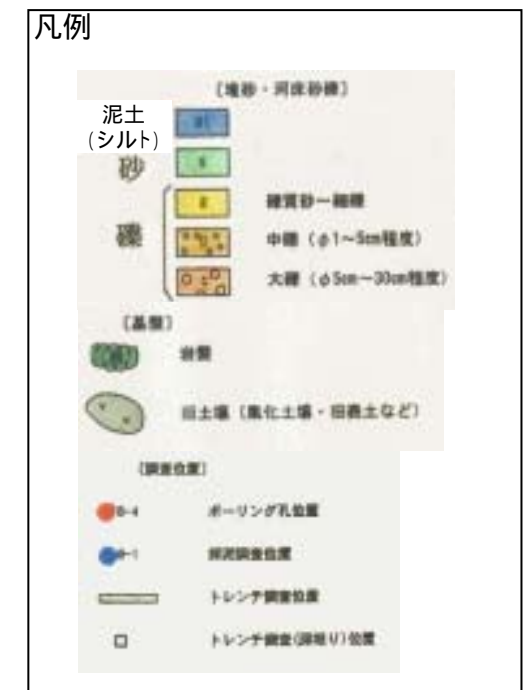 凡例
〔堆砂・河床砂礫〕
泥土
(シルト)
砂
S
礫
g
礫質砂ー細礫
中礫（φ1～5cm程度）
大礫（φ5cm～30cm程度）
〔基盤〕
岩盤
旧土壌（風化土壌・旧表土など）
〔調査位置〕
B-4 ボーリング孔位置
採泥調査位置
トレンチ調査位置
トレンチ調査(深堀り)位置